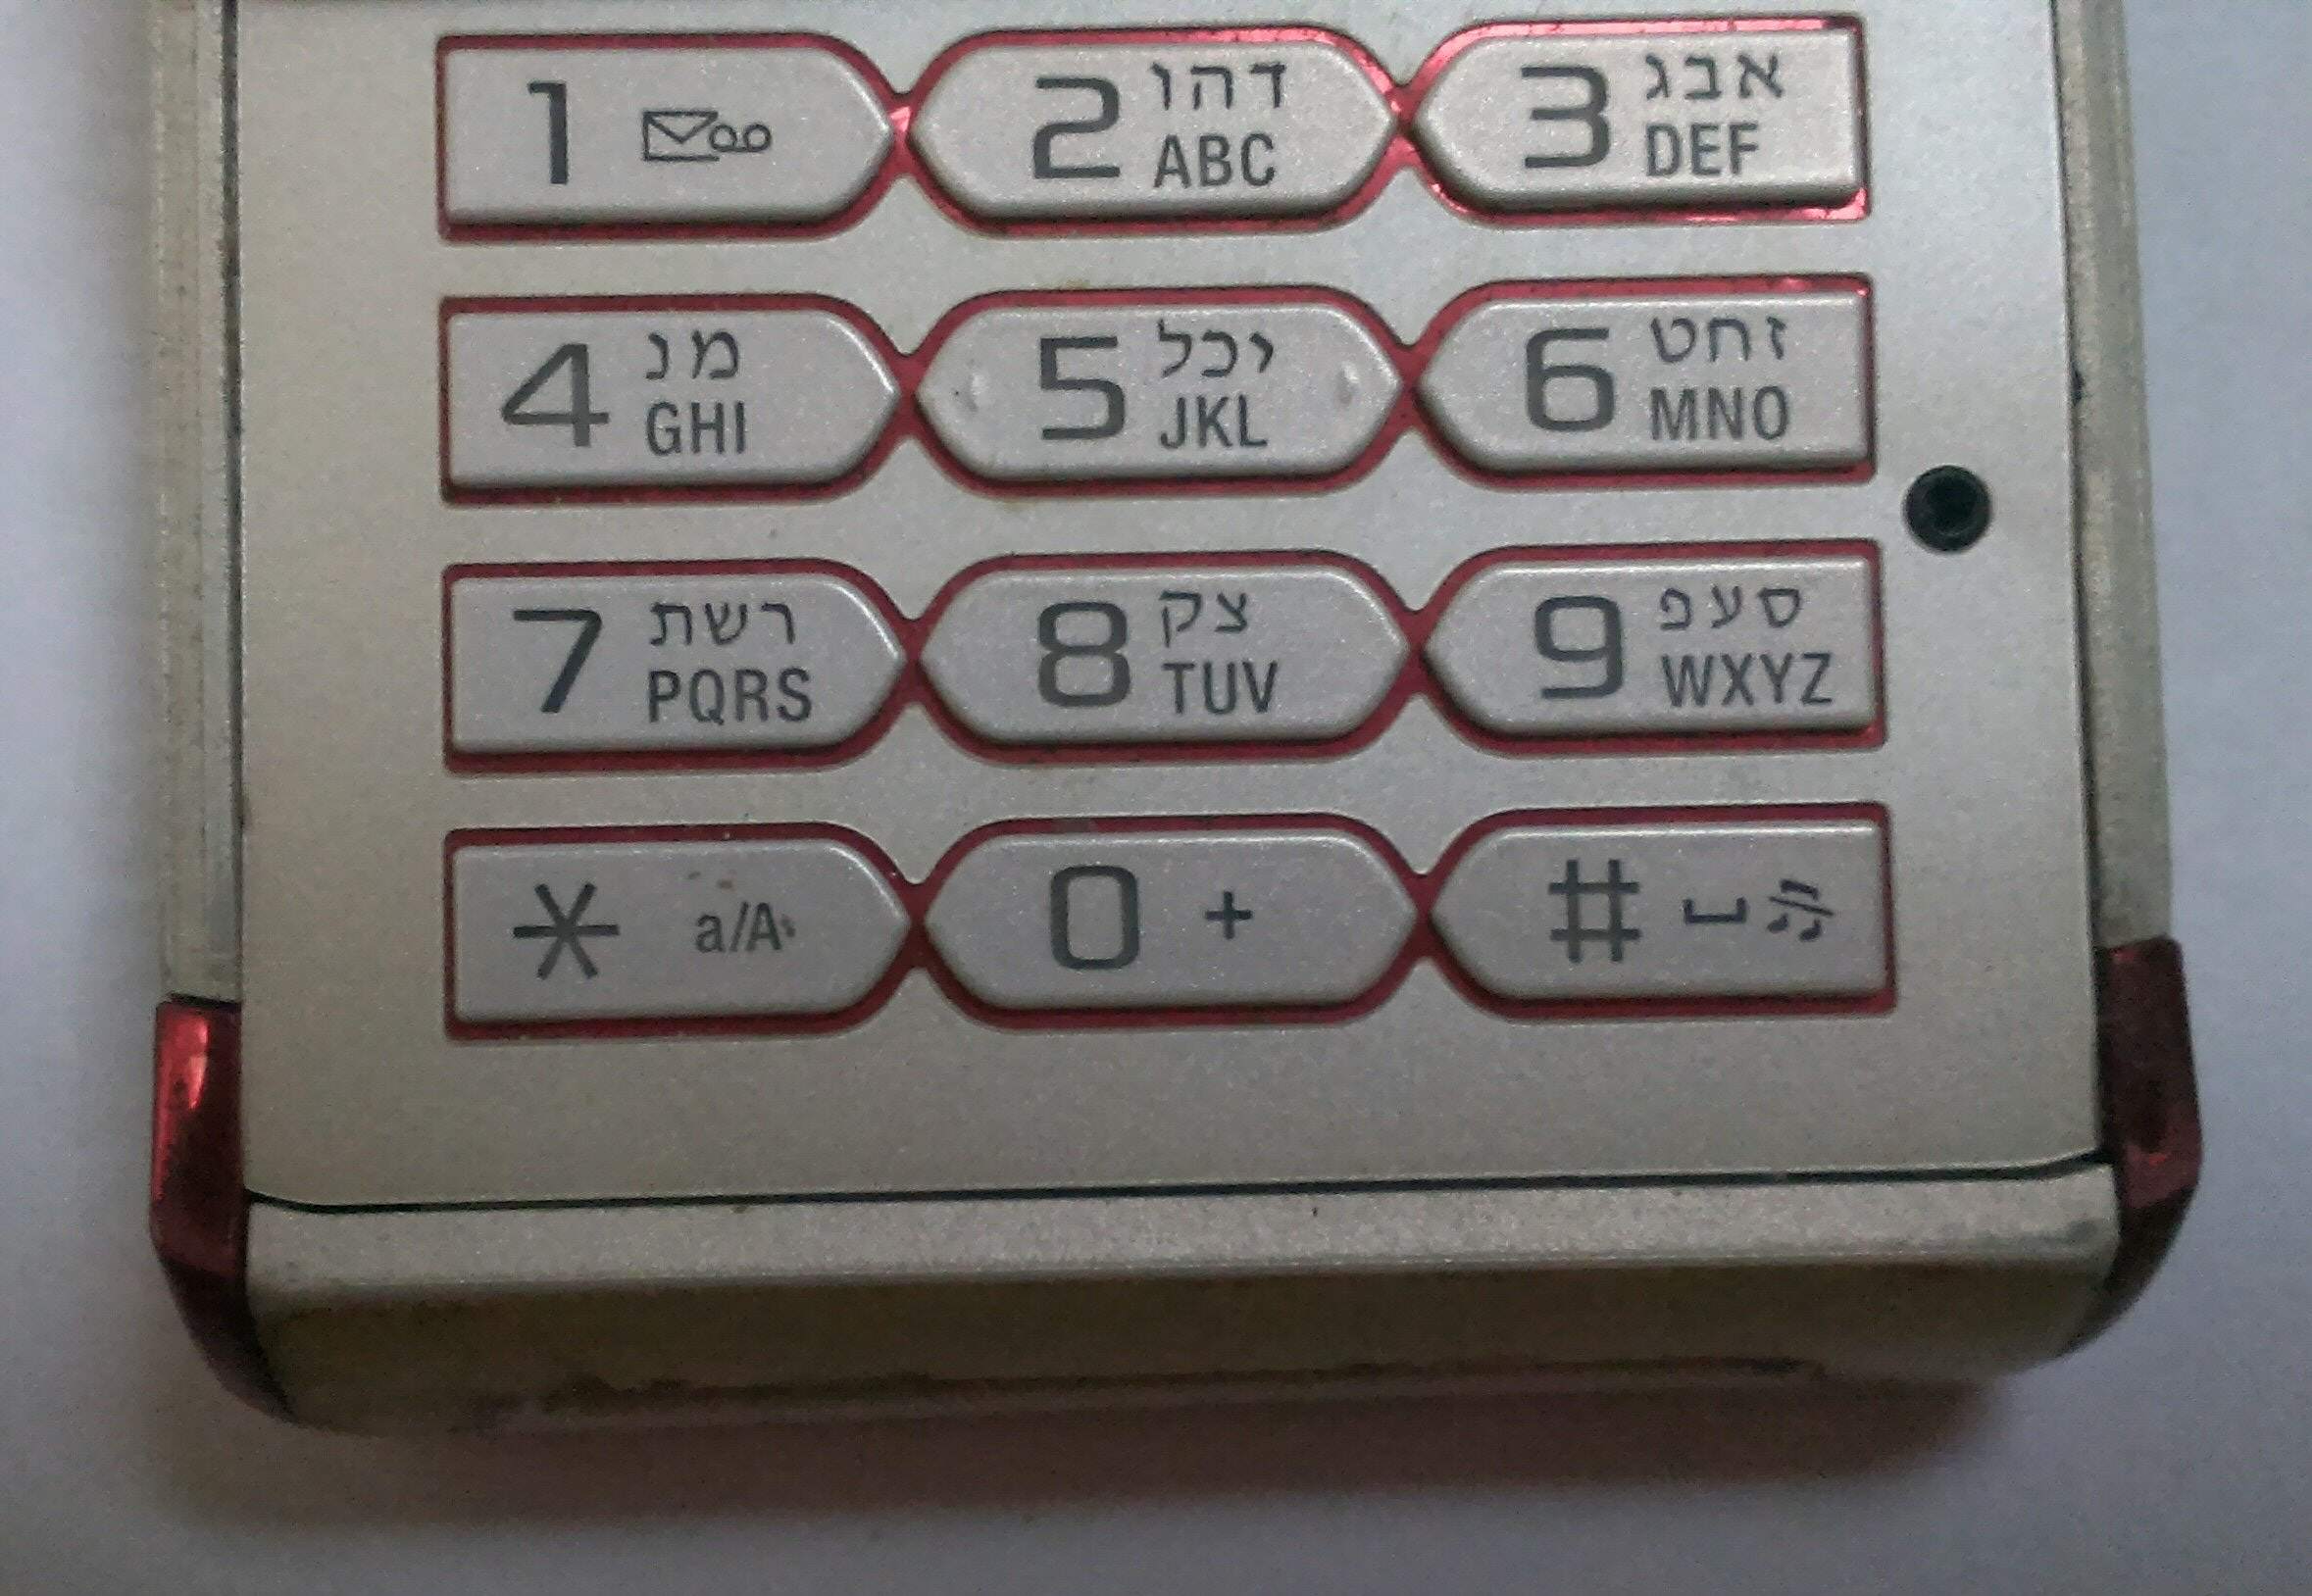 1
2 דהו
ABC
3 אבג
DEF
4 מנ
GHI
5 יכל
JKL
6 זחט
MNO
7 רשת
PQRS
8 צק
TUV
9 סעפ
WXYZ
* a/A
0 +
#